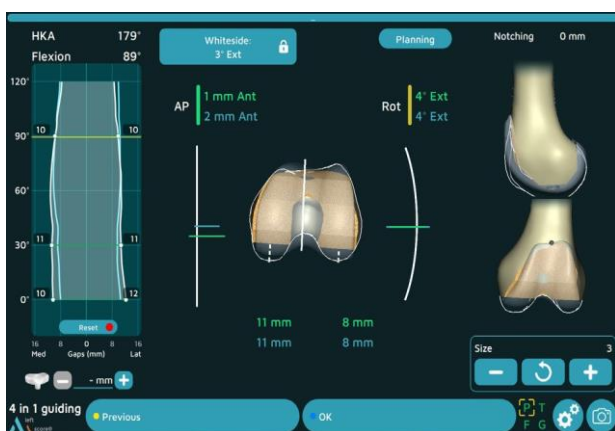 HKA 179°
Flexion 89°
Whiteside:
3° Ext
Planning
Notching 0 mm
120°
AP
1 mm Ant
2 mm Ant
Rot
4° Ext
4° Ext
10 10
90°
60°
11 11
30°
10 12
0°
Reset
16 8 0 8 16
Med Gaps (mm) Lat
11 mm 8 mm
11 mm 8 mm
Size 3
- mm
4 in 1 guiding
left
Previous
OK
P T
F G